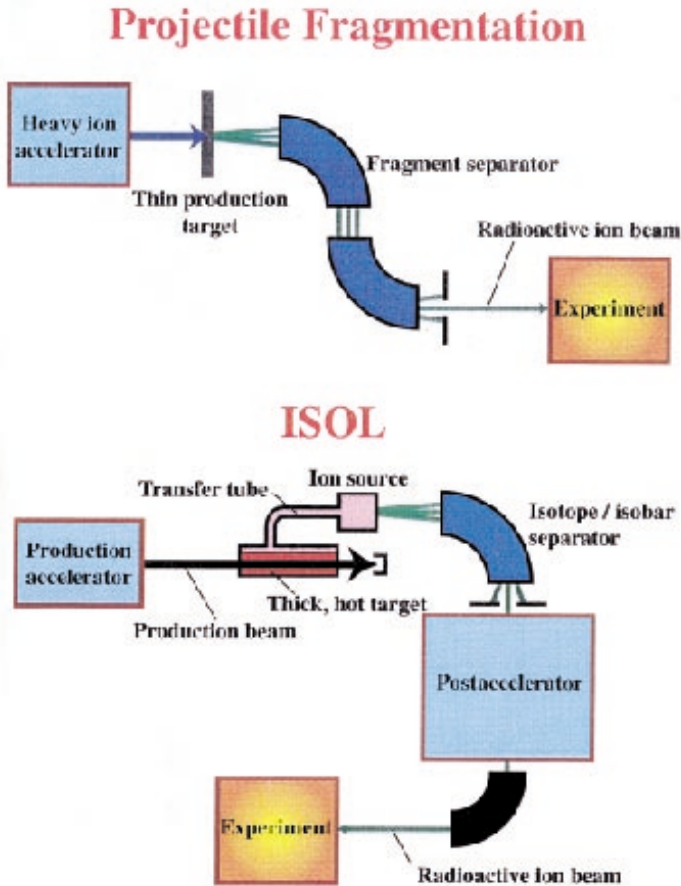 Projectile Fragmentation
Heavy ion
accelerator
Thin production
target
Fragment separator
Radioactive ion beam
Experiment
ISOL
Ion source
Transfer tube
Isotope / isobar
separator
Production
accelerator
Thick, hot target
Production beam
Postaccelerator
Experiment
Radioactive ion beam